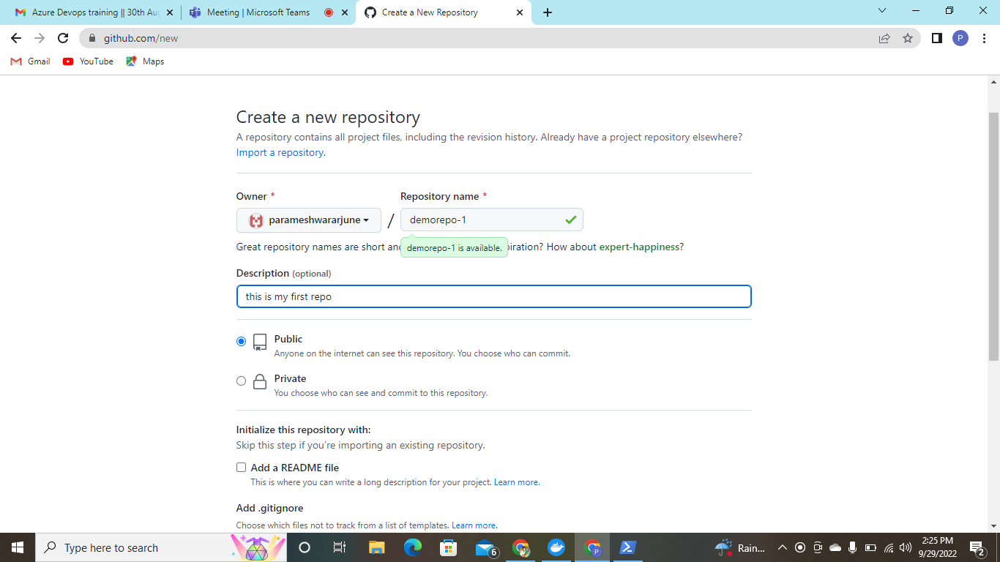 Azure Devops training || 30th Au
Meeting | Microsoft Teams
Create a New Repository
github.com/new
P
Gmail
YouTube
Maps
Create a new repository
A repository contains all project files, including the revision history. Already have a project repository elsewhere?
Import a repository.
Owner *
Repository name *
parameshwararjune
/
demorepo-1
Great repository names are short and
demorepo-1 is available.
piration? How about expert-happiness?
Description (optional)
this is my first repo
Public
Anyone on the internet can see this repository. You choose who can commit.
Private
You choose who can see and commit to this repository.
Initialize this repository with:
Skip this step if you’re importing an existing repository.
Add a README file
This is where you can write a long description for your project. Learn more.
Add .gitignore
Choose which files not to track from a list of templates. Learn more.
Type here to search
6
P
Rain...
2:25 PM
9/29/2022
2